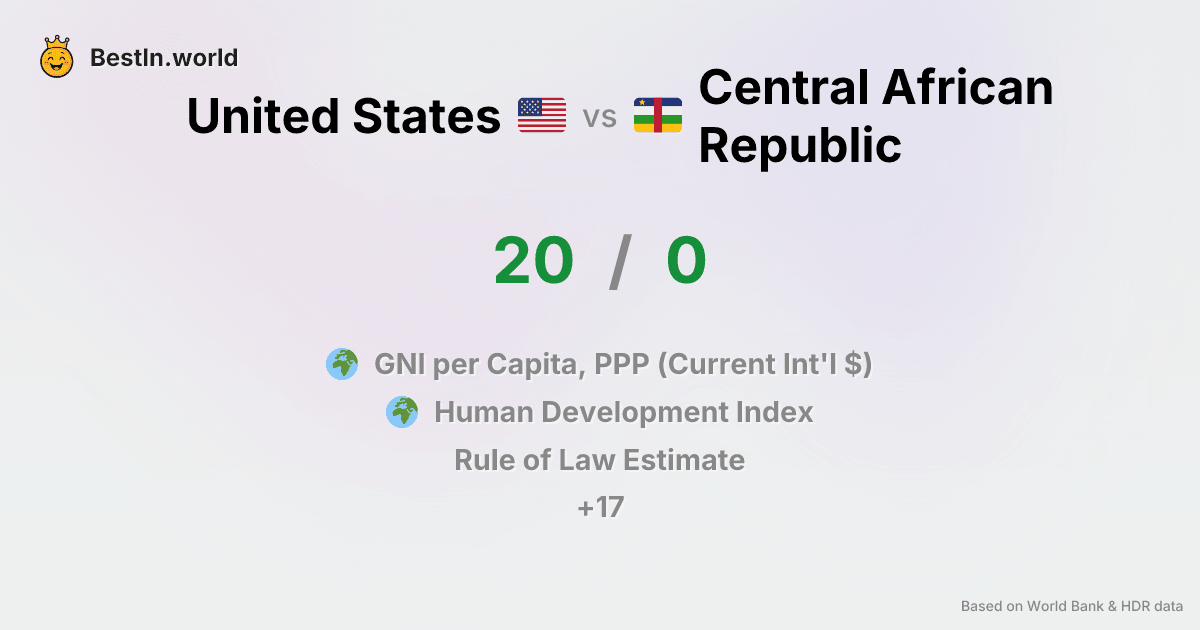 BestIn.world
United States vs Central African
Republic
20 / 0
GNI per Capita, PPP (Current Int'l $)
Human Development Index
Rule of Law Estimate
+17
Based on World Bank & HDR data